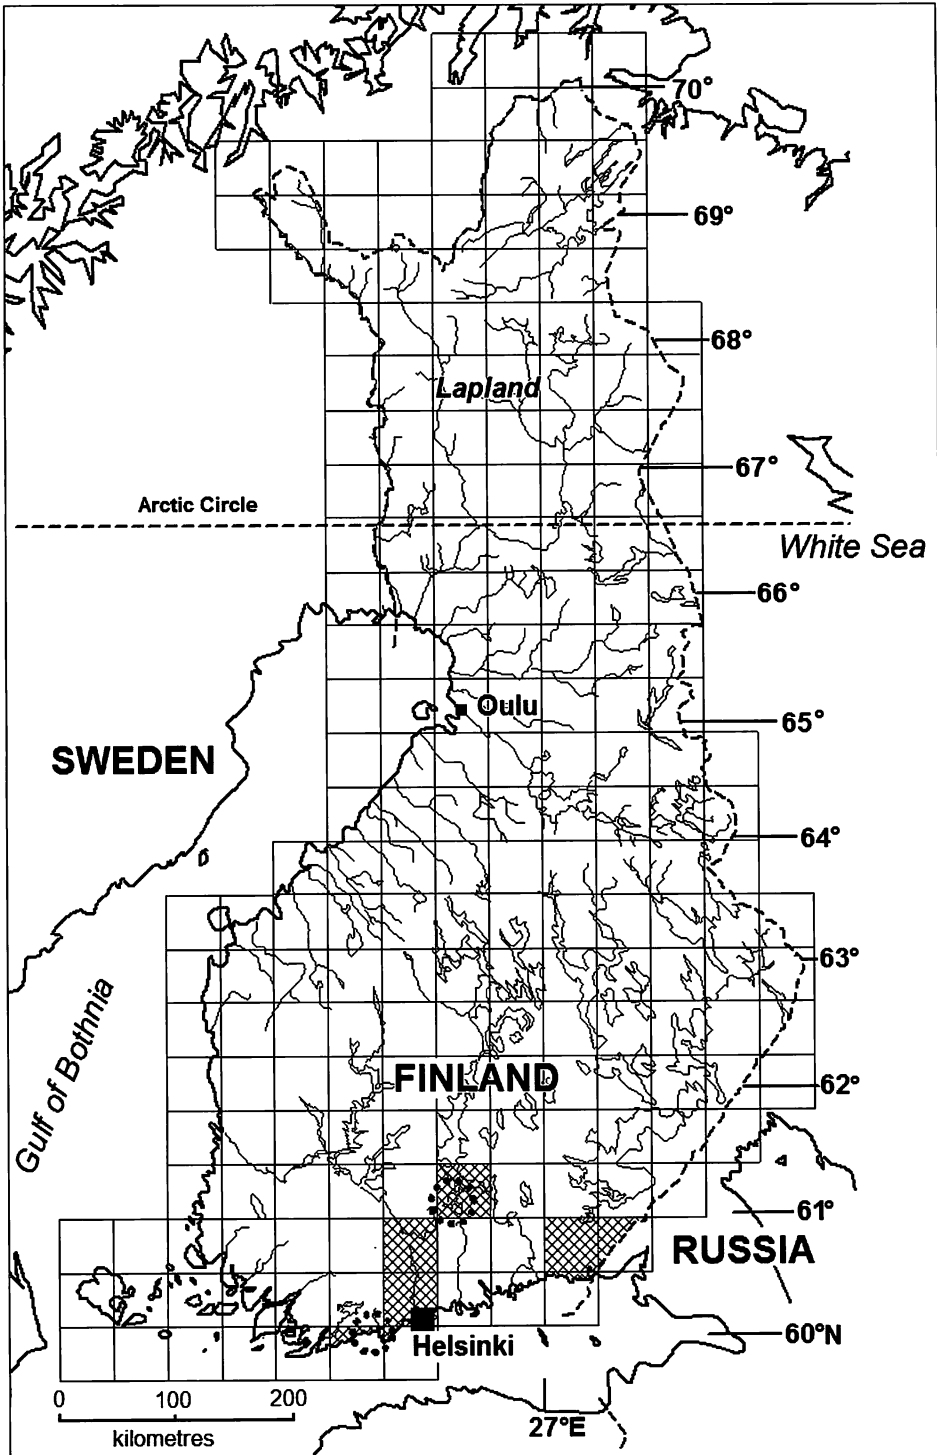 70°
69°
68°
Lapland
67°
Arctic Circle
White Sea
66°
Oulu
65°
SWEDEN
64°
63°
Gulf of Bothnia
FINLAND
62°
61°
RUSSIA
60°N
Helsinki
0 100 200
27°E
kilometres